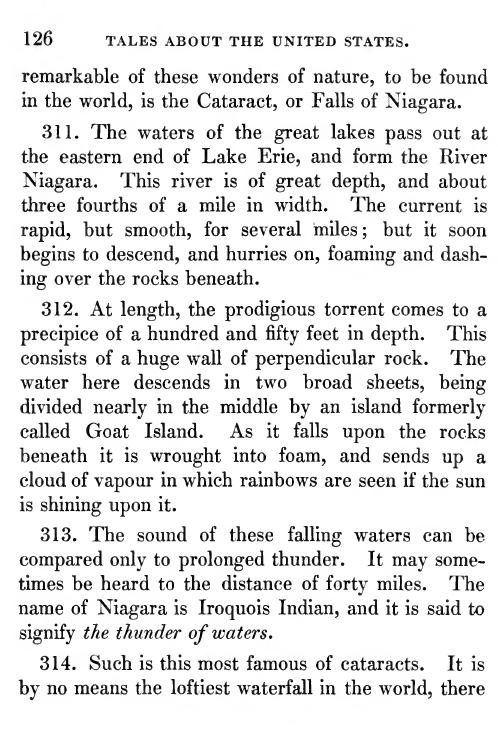 126 TALES ABOUT THE UNITED STATES.
remarkable of these wonders of nature, to be found
in the world, is the Cataract, or Falls of Niagara.
311. The waters of the great lakes pass out at
the eastern end of Lake Erie, and form the River
Niagara. This river is of great depth, and about
three fourths of a mile in width. The current is
rapid, but smooth, for several miles; but it soon
begins to descend, and hurries on, foaming and dash-
ing over the rocks beneath.
312. At length, the prodigious torrent comes to a
precipice of a hundred and fifty feet in depth. This
consists of a huge wall of perpendicular rock. The
water here descends in two broad sheets, being
divided nearly in the middle by an island formerly
called Goat Island. As it falls upon the rocks
beneath it is wrought into foam, and sends up a
cloud of vapour in which rainbows are seen if the sun
is shining upon it.
313. The sound of these falling waters can be
compared only to prolonged thunder. It may some-
times be heard to the distance of forty miles. The
name of Niagara is Iroquois Indian, and it is said to
signify the thunder of waters.
314. Such is this most famous of cataracts. It is
by no means the loftiest waterfall in the world, there